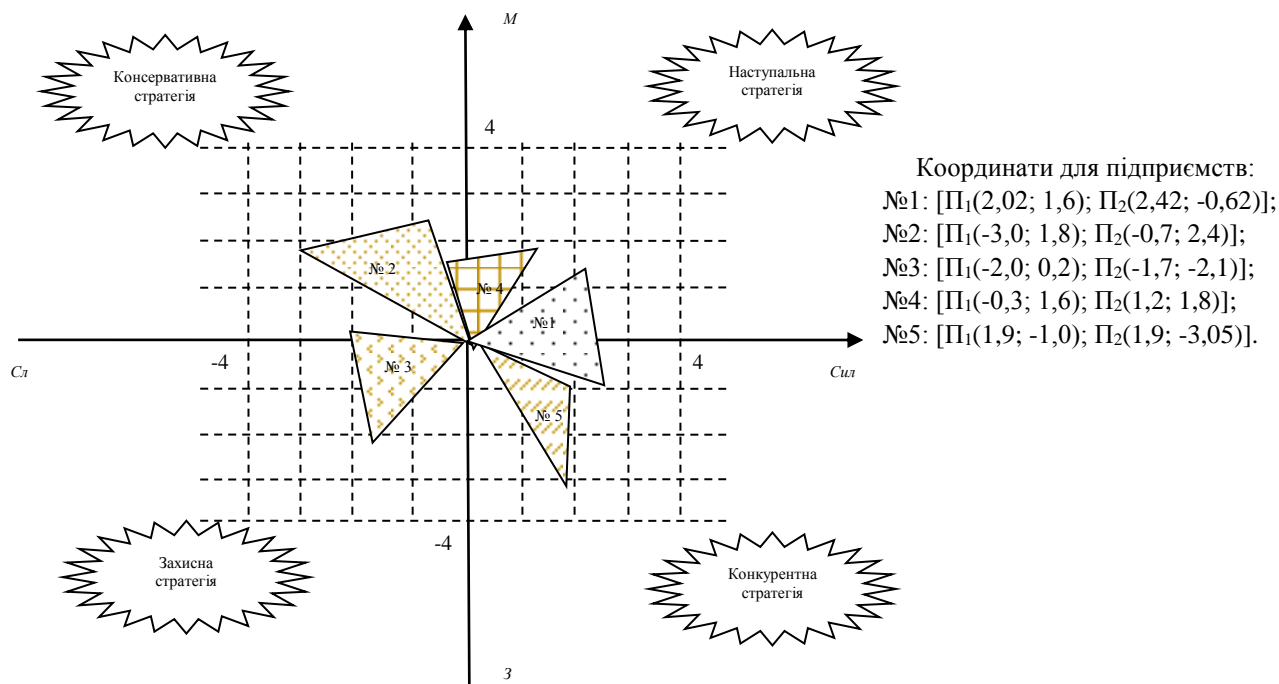 М
Консервативна
стратегія
Наступальна
стратегія
4
Координати для підприємств:
№1: [П₁(2,02; 1,6); П₂(2,42; -0,62)];
№2: [П₁(-3,0; 1,8); П₂(-0,7; 2,4)];
№3: [П₁(-2,0; 0,2); П₂(-1,7; -2,1)];
№4: [П₁(-0,3; 1,6); П₂(1,2; 1,8)];
№5: [П₁(1,9; -1,0); П₂(1,9; -3,05)].
№ 2
№ 4
№1
Сл
-4
№ 3
4
Сил
№ 5
-4
Захисна
стратегія
Конкурентна
стратегія
З